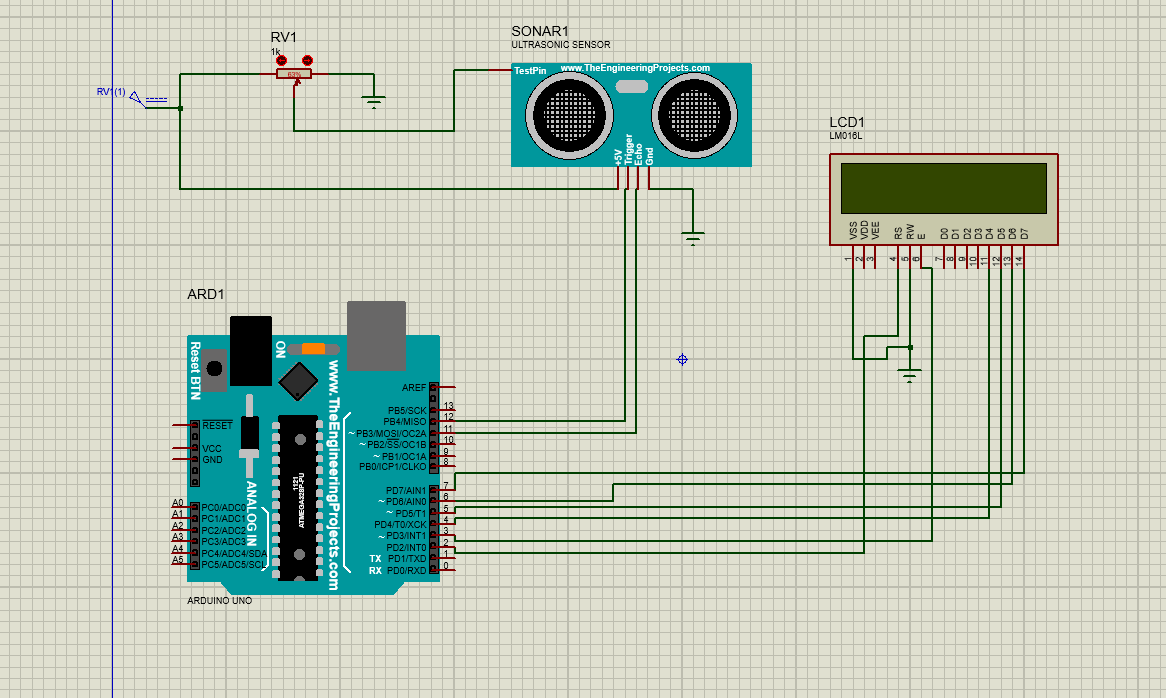 RV1
1k
63%
RV1(1)
SONAR1
ULTRASONIC SENSOR
TestPin
www.TheEngineeringProjects.com
+5V
Trigger
Echo
Gnd
LCD1
LM016L
VSS
VDD
VEE
RS
RW
E
D0
D1
D2
D3
D4
D5
D6
D7
1
2
3
4
5
6
7
8
9
10
11
12
13
14
ARD1
Reset BTN
ON
www.TheEngineeringProjects.com
AREF
PB5/SCK 13
PB4/MISO 12
~PB3/MOSI/OC2A 11
~PB2/SS/OC1B 10
~PB1/OC1A 9
PB0/ICP1/CLKO 8
PD7/AIN1 7
~PD6/AIN0 6
~PD5/T1 5
PD4/T0/XCK 4
~PD3/INT1 3
PD2/INT0 2
TX PD1/TXD 1
RX PD0/RXD 0
RESET
VCC
GND
ANALOG IN
A0 PC0/ADC0
A1 PC1/ADC1
A2 PC2/ADC2
A3 PC3/ADC3
A4 PC4/ADC4/SDA
A5 PC5/ADC5/SCL
1121
ATMEGA328P-PU
ARDUINO UNO